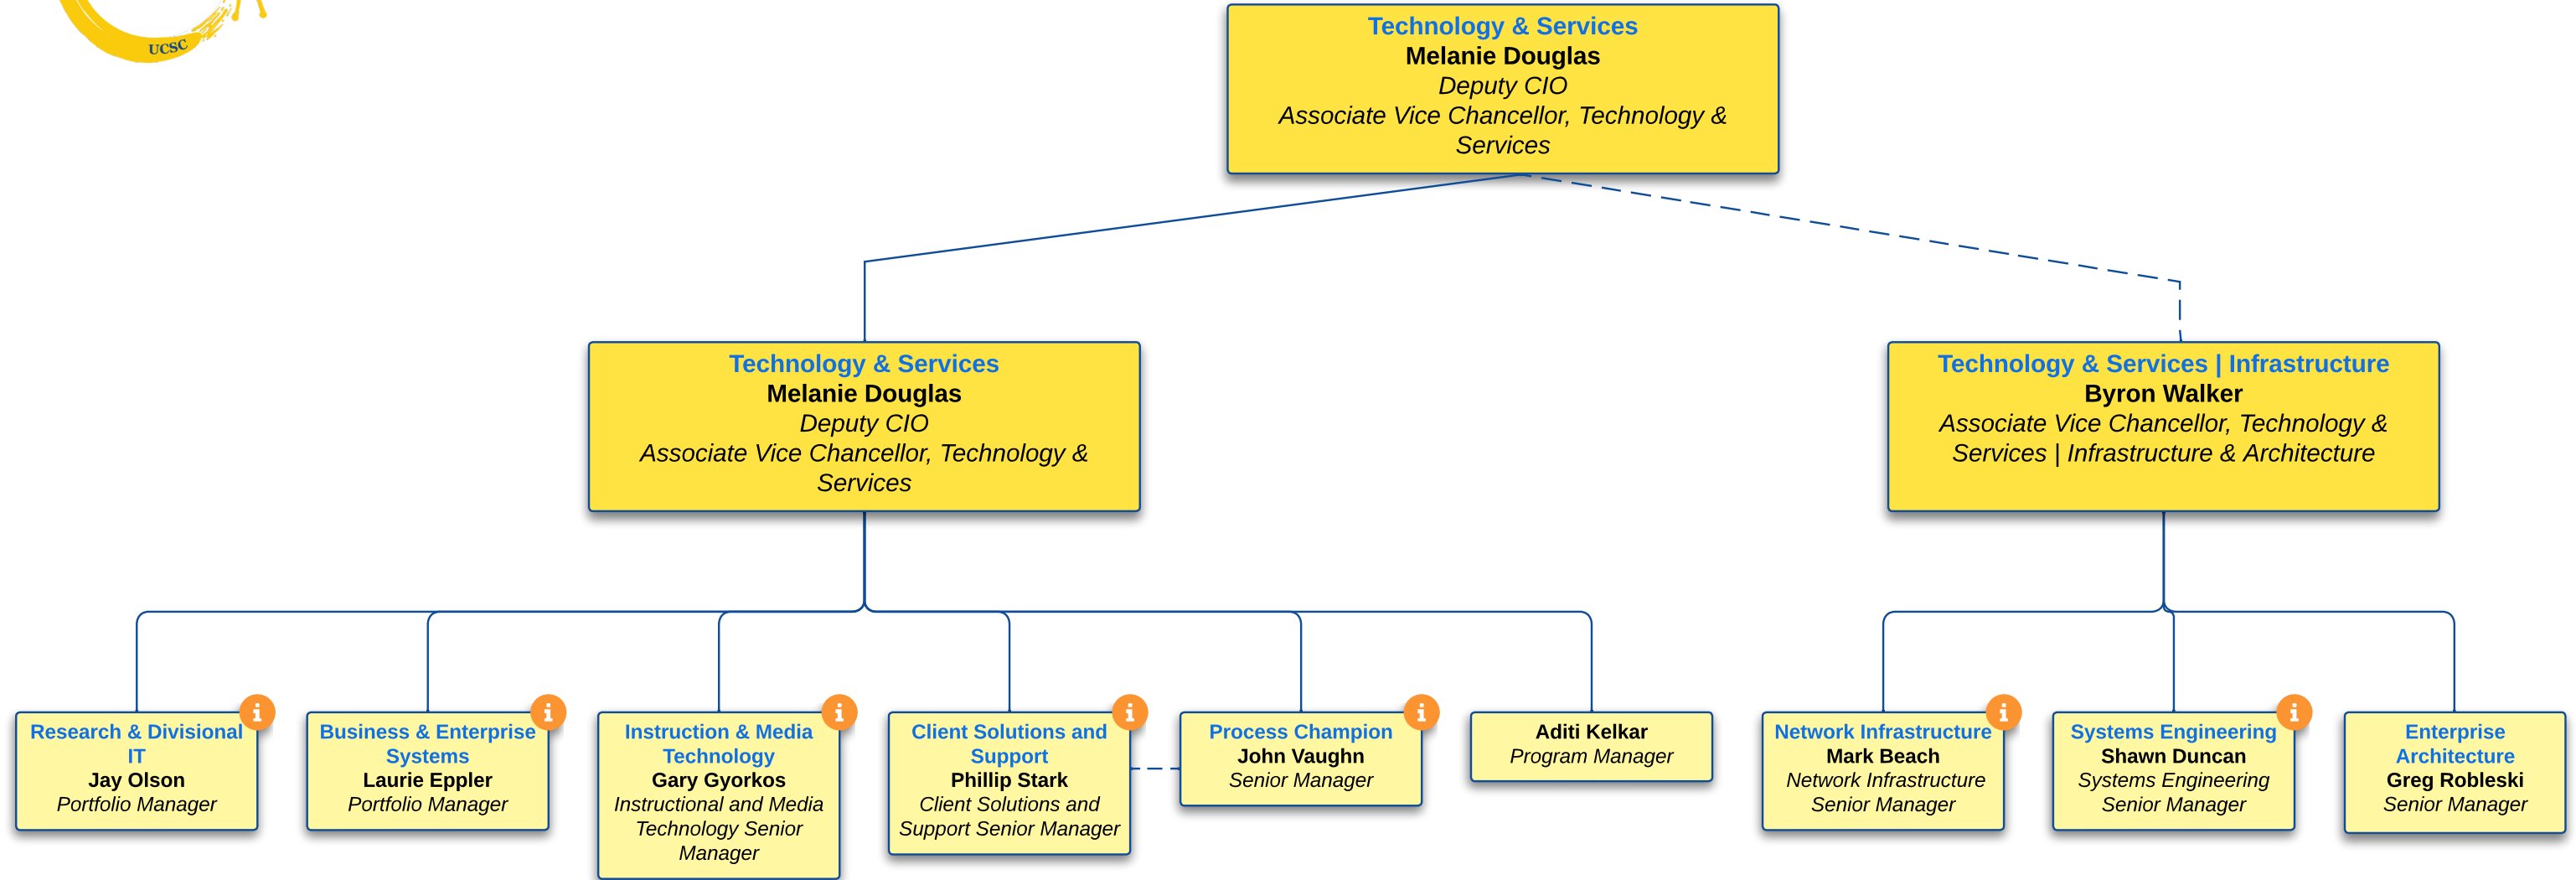 UCSC
Technology & Services
Melanie Douglas
Deputy CIO
Associate Vice Chancellor, Technology &
Services
Technology & Services
Melanie Douglas
Deputy CIO
Associate Vice Chancellor, Technology &
Services
Technology & Services | Infrastructure
Byron Walker
Associate Vice Chancellor, Technology &
Services | Infrastructure & Architecture
Research & Divisional
IT
Jay Olson
Portfolio Manager
Business & Enterprise
Systems
Laurie Eppler
Portfolio Manager
Instruction & Media
Technology
Gary Gyorkos
Instructional and Media
Technology Senior
Manager
Client Solutions and
Support
Phillip Stark
Client Solutions and
Support Senior Manager
Process Champion
John Vaughn
Senior Manager
Aditi Kelkar
Program Manager
Network Infrastructure
Mark Beach
Network Infrastructure
Senior Manager
Systems Engineering
Shawn Duncan
Systems Engineering
Senior Manager
Enterprise
Architecture
Greg Robleski
Senior Manager